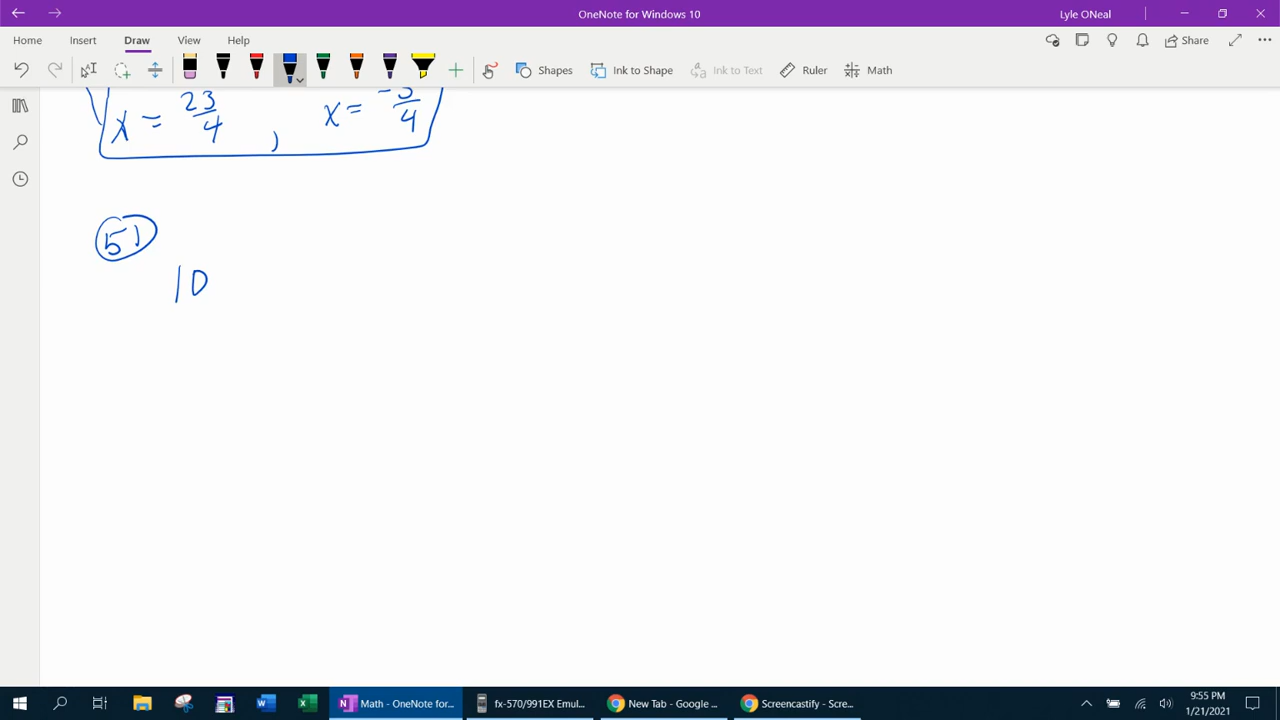 OneNote for Windows 10
Lyle ONeal
Home Insert Draw View Help
Share
Shapes Ink to Shape Ink to Text Ruler Math
x = 23/4 , x = -3/4
51
10
Math - OneNote for...
fx-570/991EX Emul...
New Tab - Google ...
Screencastify - Scre...
9:55 PM
1/21/2021